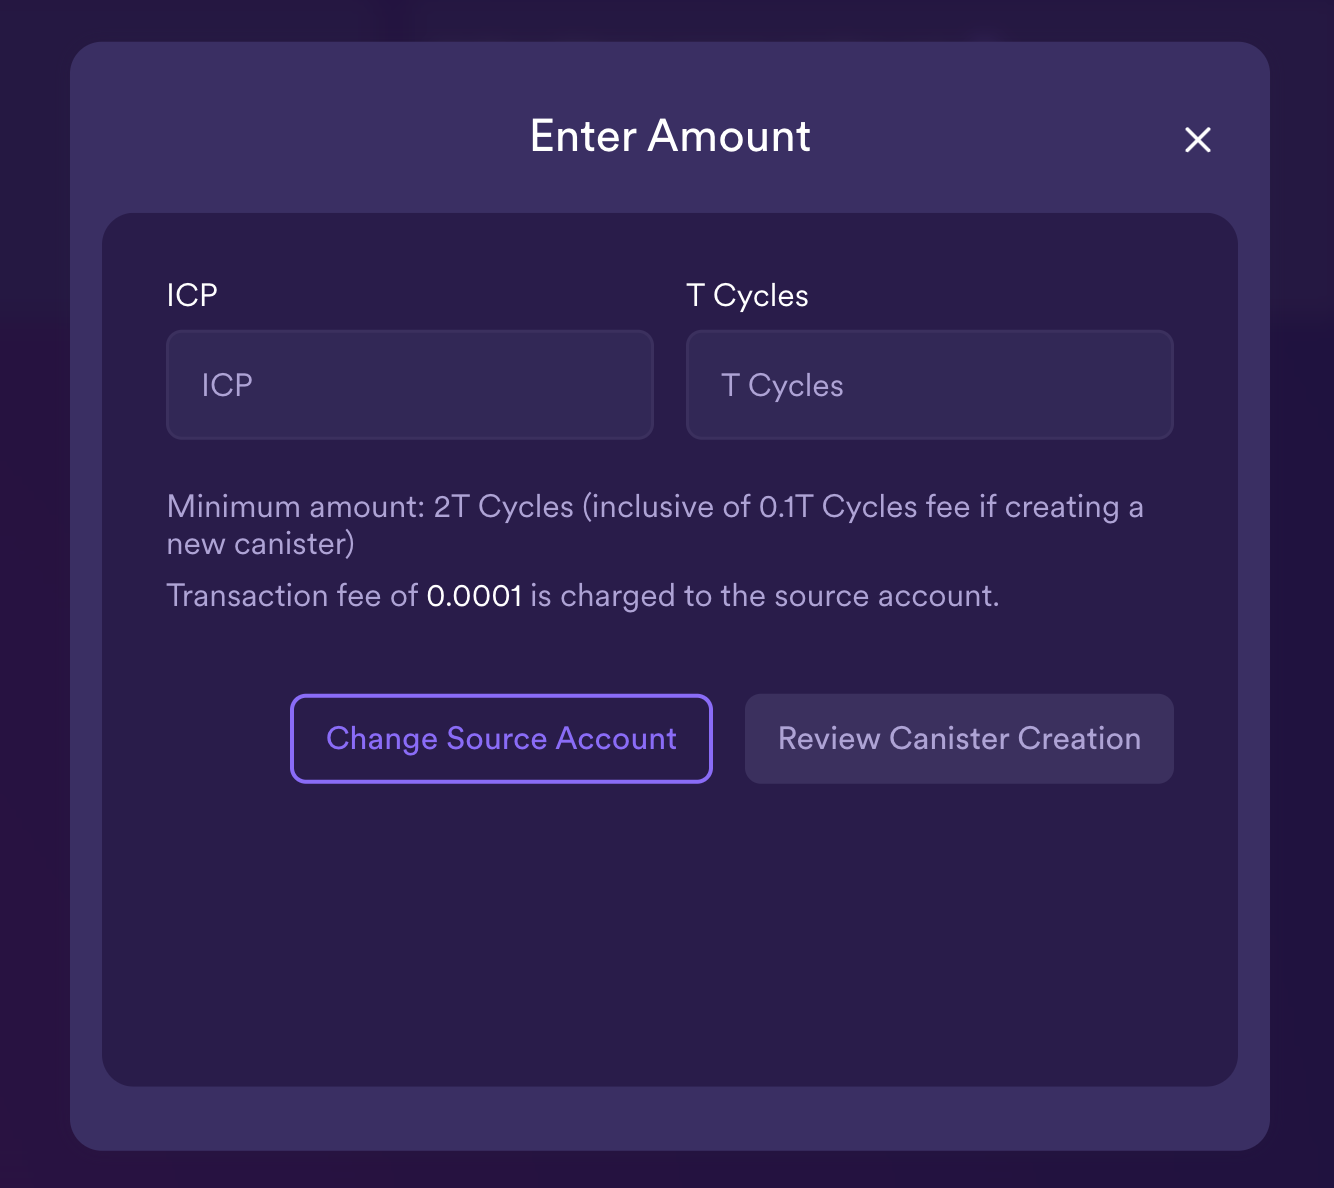 Enter Amount
ICP
T Cycles
ICP
T Cycles
Minimum amount: 2T Cycles (inclusive of 0.1T Cycles fee if creating a
new canister)
Transaction fee of 0.0001 is charged to the source account.
Change Source Account
Review Canister Creation